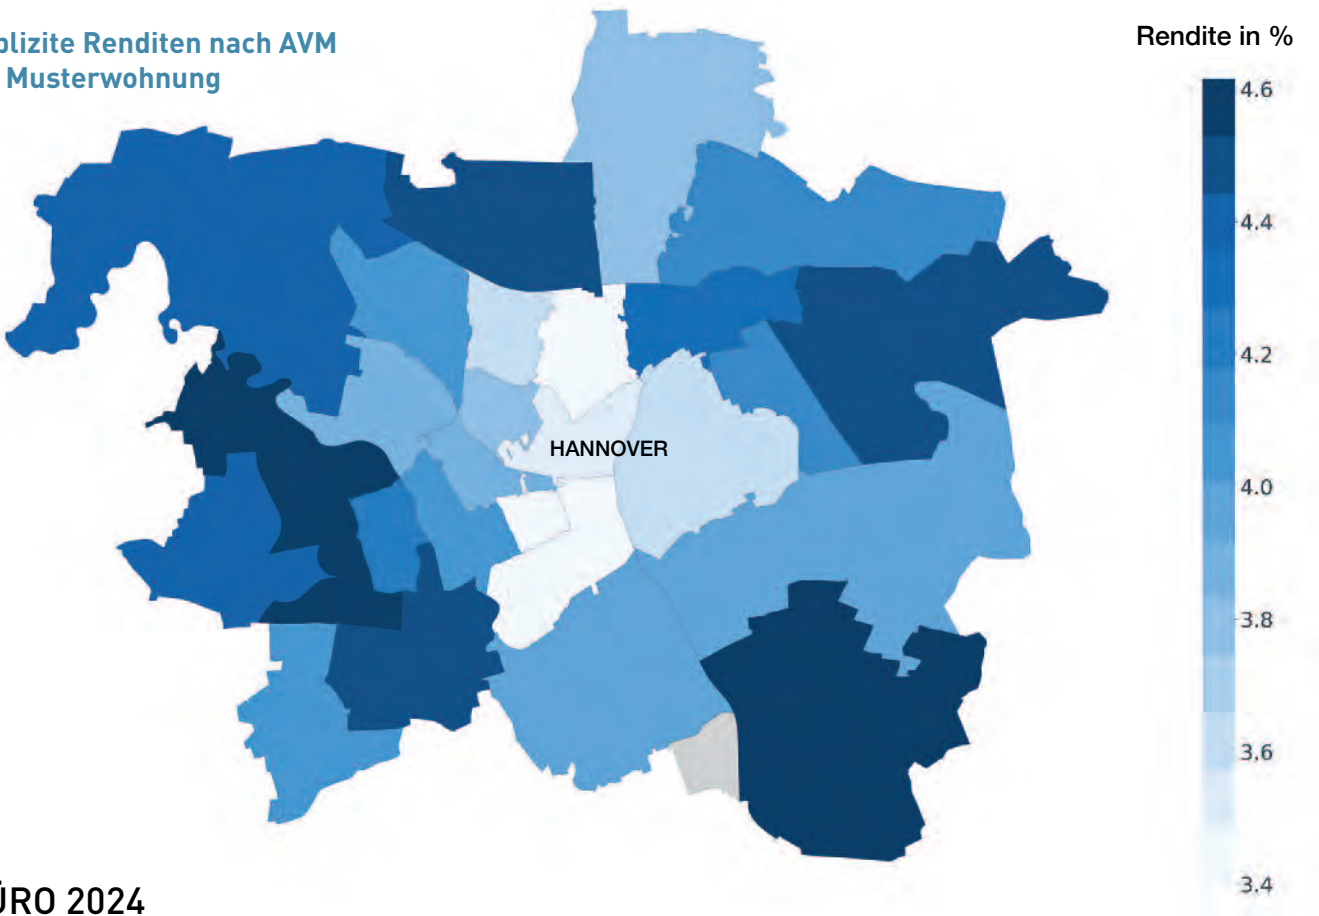 plizite Renditen nach AVM
Musterwohnung
Rendite in %
4.6
4.4
4.2
4.0
3.8
3.6
3.4
HANNOVER
ÜRO 2024